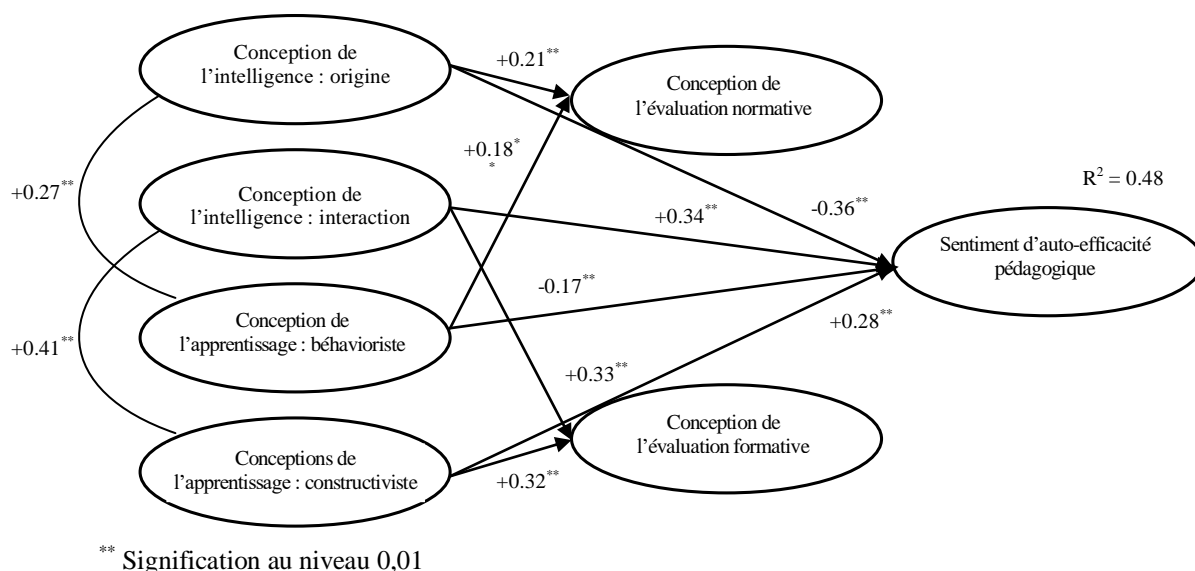 Conception de
l'intelligence : origine
+0.21**
Conception de
l'évaluation normative
+0.27**
+0.18*
*
Conception de
l'intelligence : interaction
+0.34**
-0.36**
R² = 0.48
Sentiment d'auto-efficacité
pédagogique
-0.17**
+0.28**
Conception de
l'apprentissage : béhavioriste
+0.41**
+0.33**
Conception de
l'évaluation formative
Conceptions de
l'apprentissage : constructiviste
+0.32**
** Signification au niveau 0,01